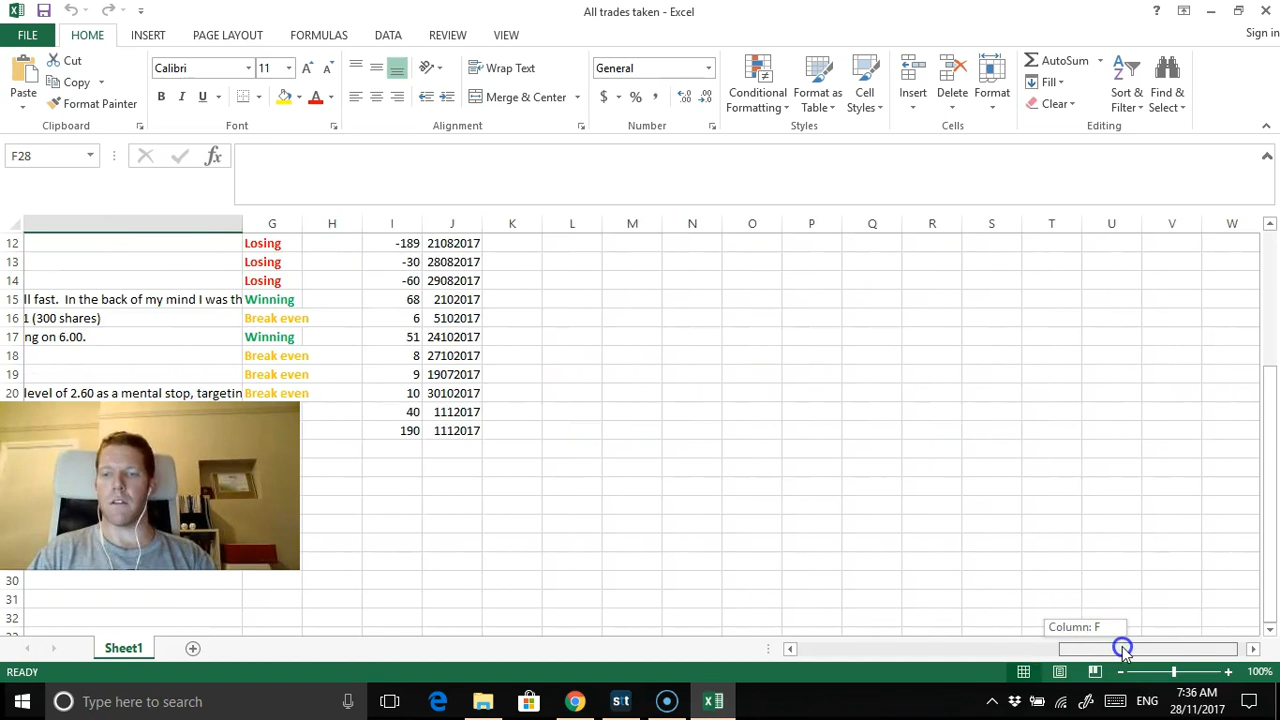 All trades taken - Excel
Sign in
FILE HOME INSERT PAGE LAYOUT FORMULAS DATA REVIEW VIEW
Paste
Cut
Copy
Format Painter
Clipboard
Calibri 11
B I U
Font
Wrap Text
Merge & Center
Alignment
General
$ % ,
Number
Conditional Formatting
Format as Table
Cell Styles
Styles
Insert Delete Format
Cells
AutoSum
Fill
Clear
Sort & Filter
Find & Select
Editing
F28
G H I J K L M N O P Q R S T U V W
12 Losing -189 21082017
13 Losing -30 28082017
14 Losing -60 29082017
15 ll fast. In the back of my mind I was th Winning 68 2102017
16 1 (300 shares) Break even 6 5102017
17 ng on 6.00. Winning 51 24102017
18 Break even 8 27102017
19 Break even 9 19072017
20 level of 2.60 as a mental stop, targetin Break even 10 30102017
40 1112017
190 1112017
30
31
32
Column: F
Sheet1
READY
100%
Type here to search
ENG
7:36 AM
28/11/2017